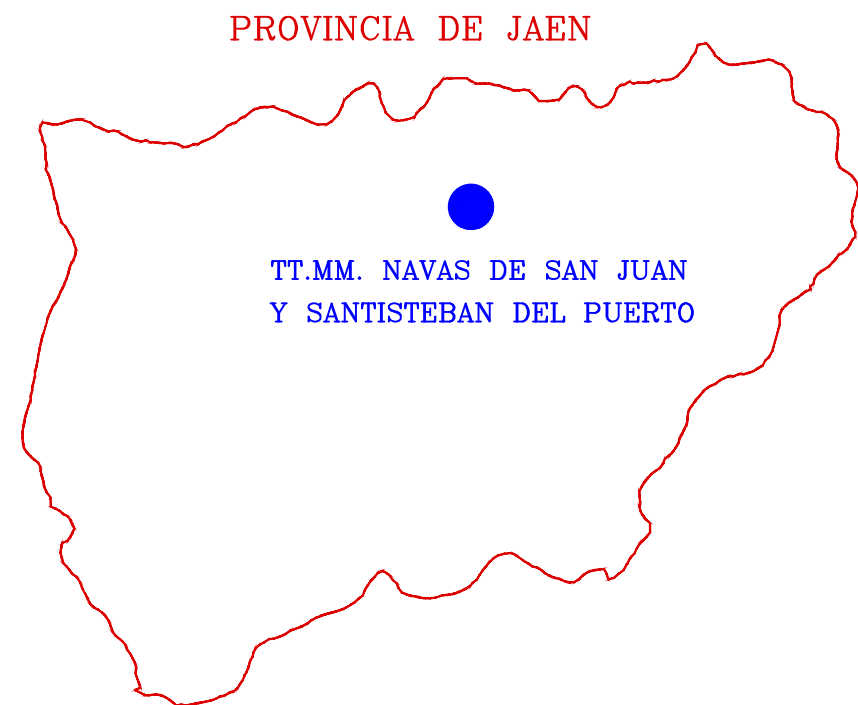 PROVINCIA DE JAEN
TT.MM. NAVAS DE SAN JUAN
Y SANTISTEBAN DEL PUERTO